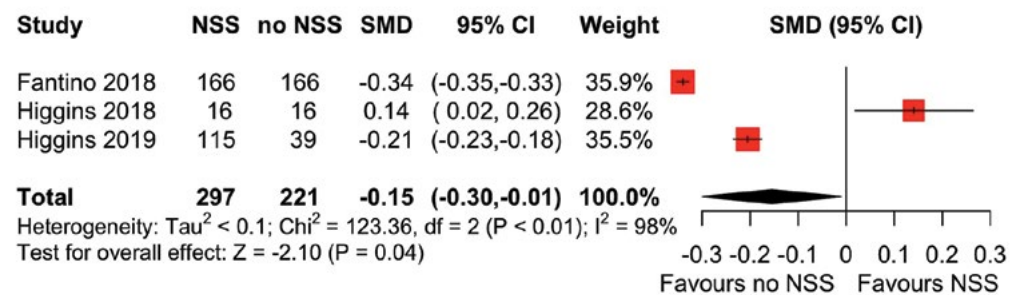 Study NSS no NSS SMD 95% CI Weight SMD (95% CI)
Fantino 2018 166 166 -0.34 (-0.35,-0.33) 35.9%
Higgins 2018 16 16 0.14 ( 0.02, 0.26) 28.6%
Higgins 2019 115 39 -0.21 (-0.23,-0.18) 35.5%
Total 297 221 -0.15 (-0.30,-0.01) 100.0%
Heterogeneity: Tau² < 0.1; Chi² = 123.36, df = 2 (P < 0.01); I² = 98%
Test for overall effect: Z = -2.10 (P = 0.04)
-0.3 -0.2 -0.1 0 0.1 0.2 0.3
Favours no NSS Favours NSS